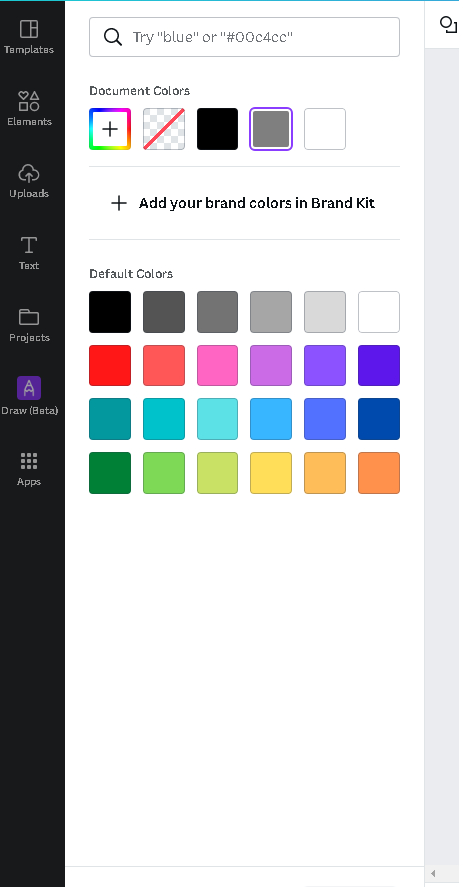 Templates
Elements
Uploads
Text
Projects
Draw (Beta)
Apps
Try "blue" or "#00c4cc"
Document Colors
Add your brand colors in Brand Kit
Default Colors